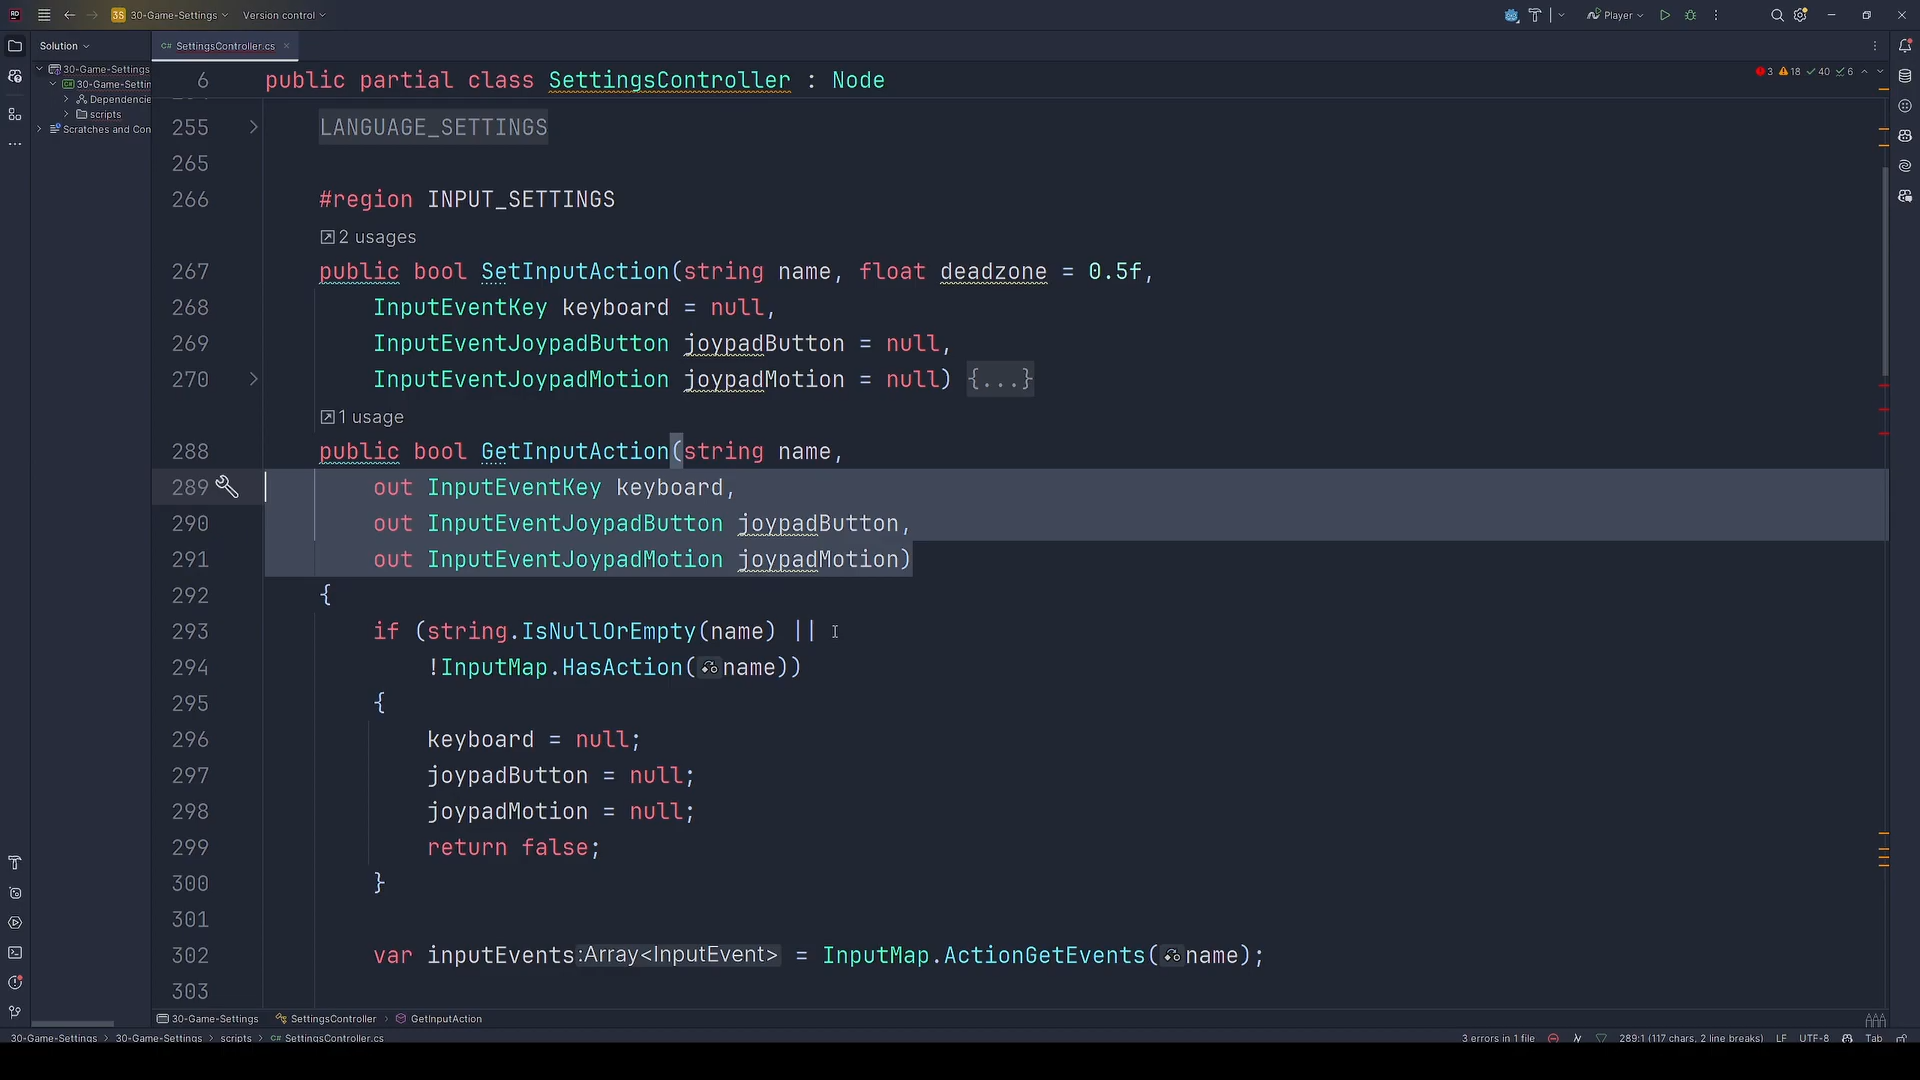 3S 30-Game-Settings
Version control
Player
Solution
C# SettingsController.cs
30-Game-Settings
30-Game-Settin
Dependencie
scripts
Scratches and Con
6 public partial class SettingsController : Node
3 18 40 6
255 LANGUAGE_SETTINGS
265
266 #region INPUT_SETTINGS
2 usages
267 public bool SetInputAction(string name, float deadzone = 0.5f,
268 InputEventKey keyboard = null,
269 InputEventJoypadButton joypadButton = null,
270 InputEventJoypadMotion joypadMotion = null) {...}
1 usage
288 public bool GetInputAction(string name,
289 out InputEventKey keyboard,
290 out InputEventJoypadButton joypadButton,
291 out InputEventJoypadMotion joypadMotion)
292 {
293 if (string.IsNullOrEmpty(name) ||
294 !InputMap.HasAction(name))
295 {
296 keyboard = null;
297 joypadButton = null;
298 joypadMotion = null;
299 return false;
300 }
301
302 var inputEvents:Array<InputEvent> = InputMap.ActionGetEvents(name);
303
30-Game-Settings SettingsController GetInputAction
30-Game-Settings 30-Game-Settings scripts C# SettingsController.cs
3 errors in 1 file 289:1 (117 chars, 2 line breaks) LF UTF-8 Tab